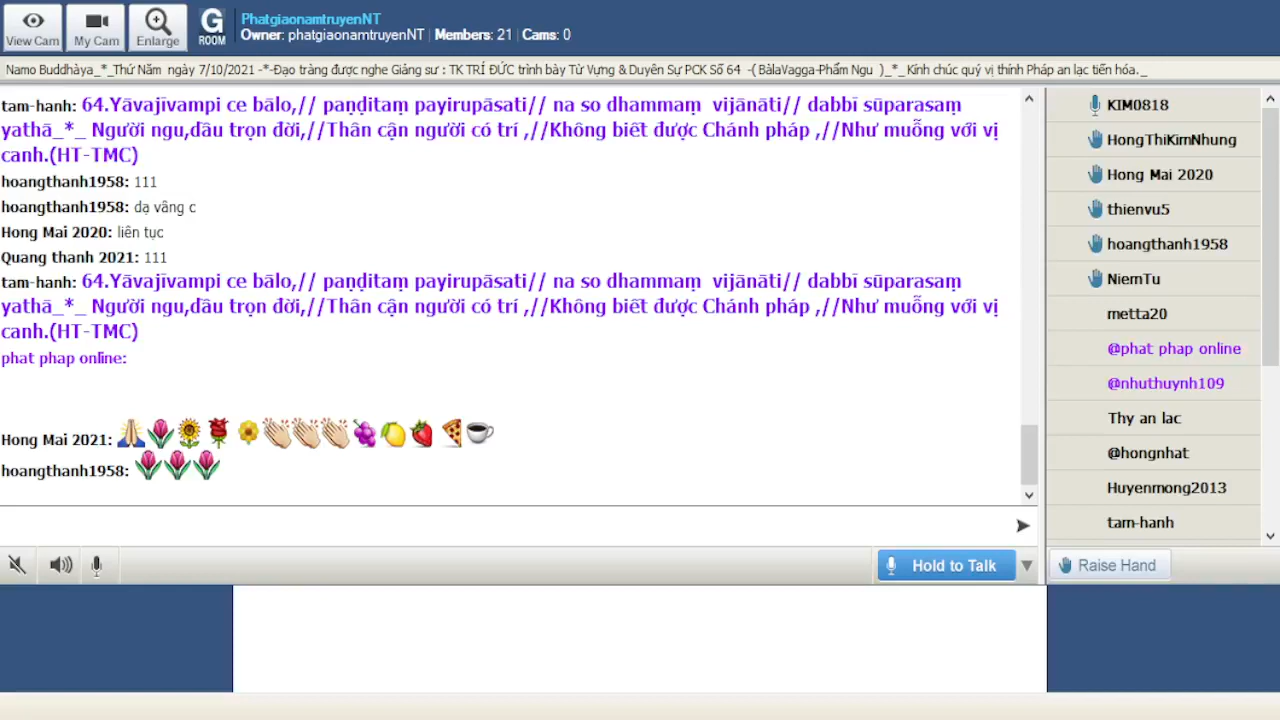 View Cam
My Cam
Enlarge
G
ROOM
PhatgiaonamtruyenNT
Owner: phatgiaonamtruyenNT | Members: 21 | Cams: 0
Namo Buddhàya_*_Thứ Năm ngày 7/10/2021 -*-Đạo tràng được nghe Giảng sư : TK TRÍ ĐỨC trình bày Từ Vựng & Duyên Sự PCK Số 64 -( BàlaVagga-Phẩm Ngu )_*_Kính chúc quý vị thính Pháp an lạc tiến hóa._
tam-hanh: 64.Yāvajīvampi ce bālo,// paṇḍitaṃ payirupāsati// na so dhammaṃ vijānāti// dabbī sūparasaṃ
yathā_*_ Người ngu,dầu trọn đời,//Thân cận người có trí ,//Không biết được Chánh pháp ,//Như muỗng với vị
canh.(HT-TMC)
hoangthanh1958: 111
hoangthanh1958: dạ vâng c
Hong Mai 2020: liên tục
Quang thanh 2021: 111
tam-hanh: 64.Yāvajīvampi ce bālo,// paṇḍitaṃ payirupāsati// na so dhammaṃ vijānāti// dabbī sūparasaṃ
yathā_*_ Người ngu,dầu trọn đời,//Thân cận người có trí ,//Không biết được Chánh pháp ,//Như muỗng với vị
canh.(HT-TMC)
phat phap online:
Hong Mai 2021: 🙏🌷🌻🌹🌼👏👏👏🍇🍋🍓🍕☕
hoangthanh1958: 🌷🌷🌷
Hold to Talk
KIM0818
HongThiKimNhung
Hong Mai 2020
thienvu5
hoangthanh1958
NiemTu
metta20
@phat phap online
@nhuthuynh109
Thy an lac
@hongnhat
Huyenmong2013
tam-hanh
Raise Hand